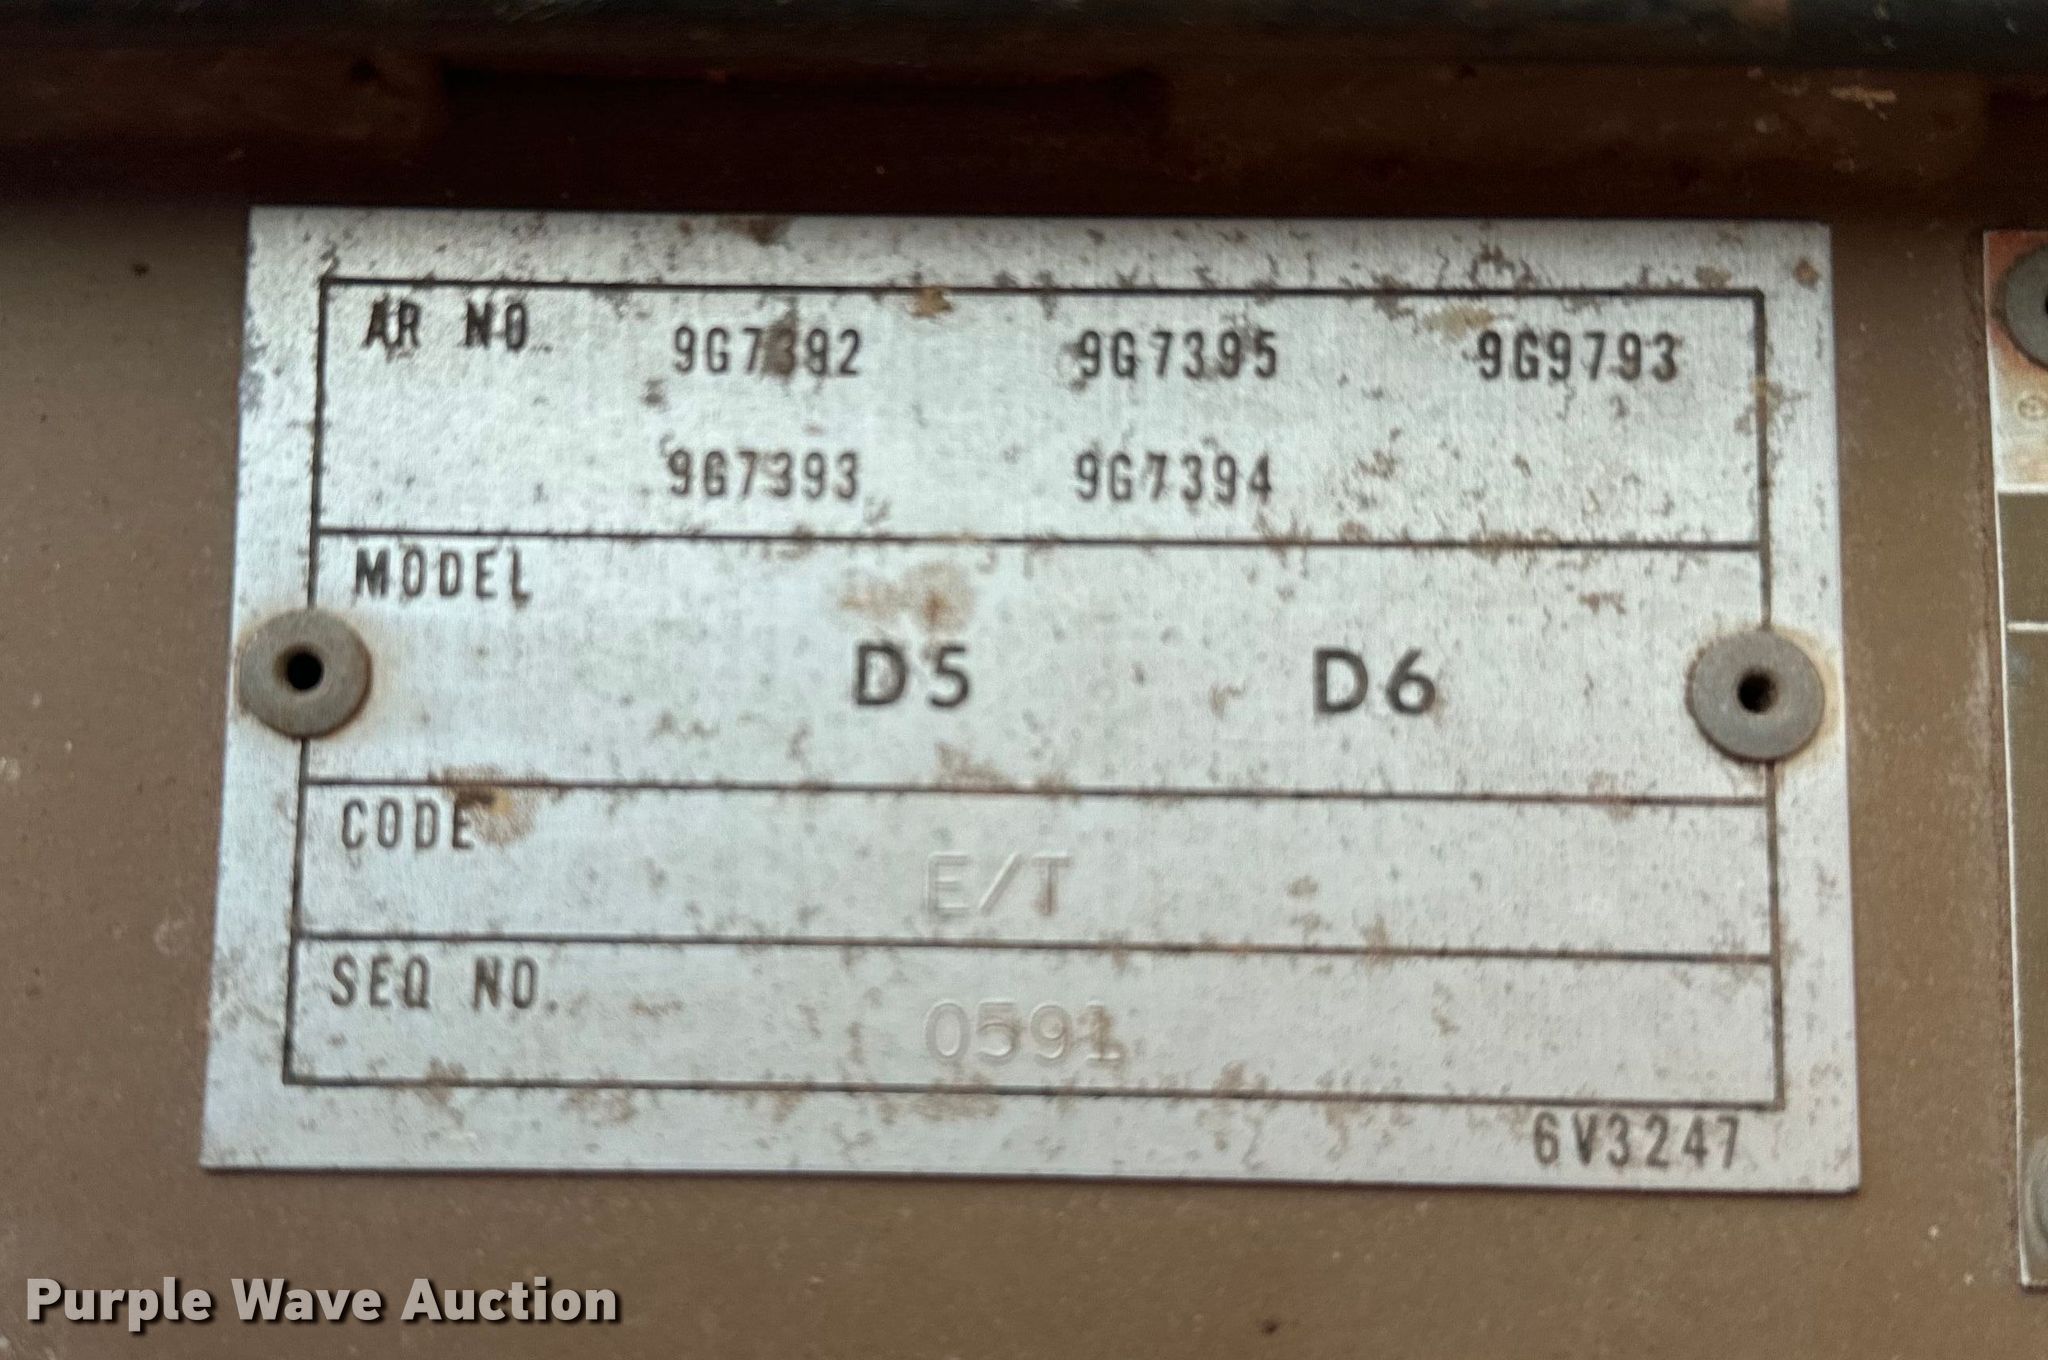 AR NO. 9G7392 9G7395 9G9793
9G7393 9G7394
MODEL
D5 D6
CODE
E/T
SEQ NO.
0591
6V3247
Purple Wave Auction